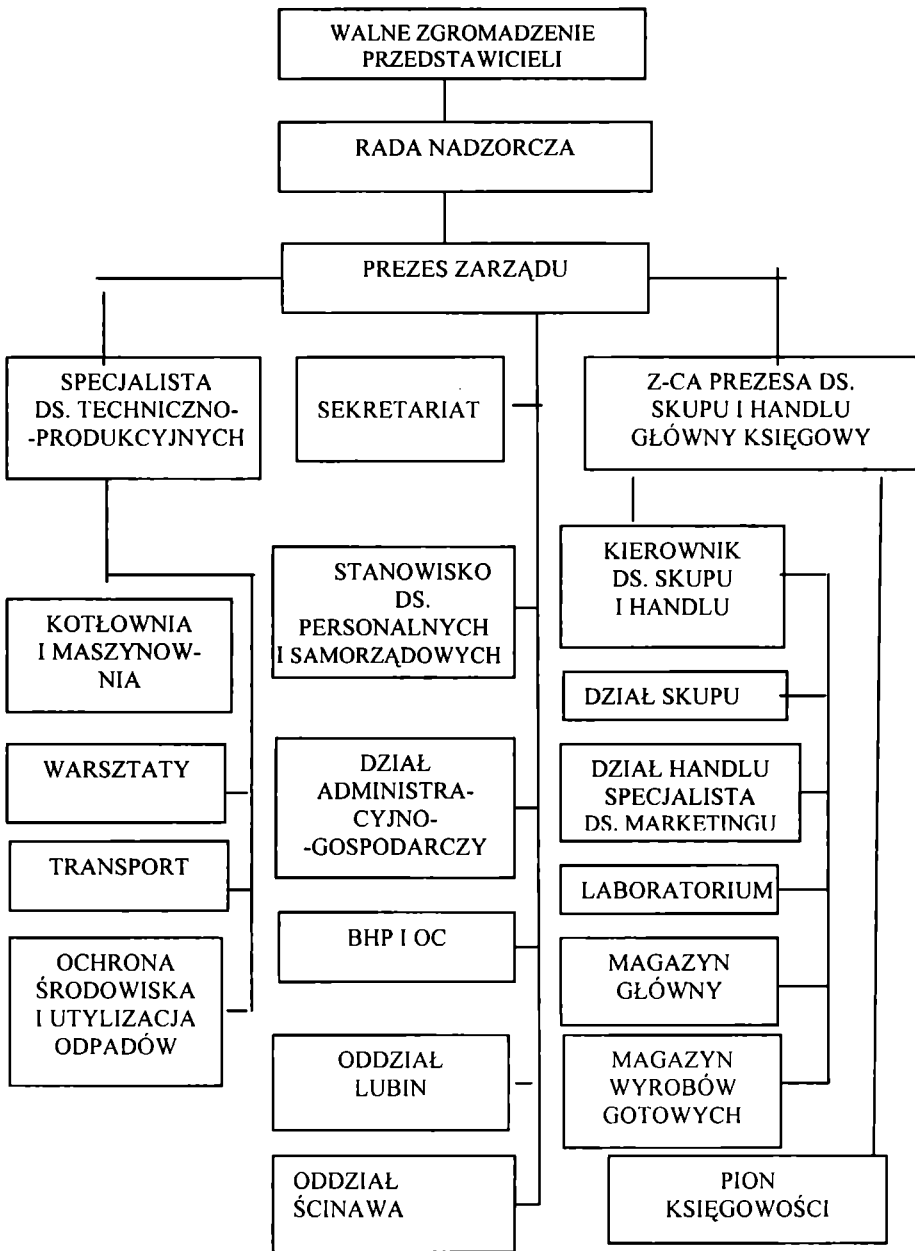 WALNE ZGROMADZENIE
PRZEDSTAWICIELI
RADA NADZORCZA
PREZES ZARZĄDU
SPECJALISTA
DS. TECHNICZNO-
-PRODUKCYJNYCH
SEKRETARIAT
Z-CA PREZESA DS.
SKUPU I HANDLU
GŁÓWNY KSIĘGOWY
KOTŁOWNIA
I MASZYNOW-
NIA
WARSZTATY
TRANSPORT
OCHRONA
ŚRODOWISKA
I UTYLIZACJA
ODPADÓW
STANOWISKO
DS.
PERSONALNYCH
I SAMORZĄDOWYCH
DZIAŁ
ADMINISTRA-
CYJNO-
-GOSPODARCZY
BHP I OC
ODDZIAŁ
LUBIN
ODDZIAŁ
ŚCINAWA
KIEROWNIK
DS. SKUPU
I HANDLU
DZIAŁ SKUPU
DZIAŁ HANDLU
SPECJALISTA
DS. MARKETINGU
LABORATORIUM
MAGAZYN
GŁÓWNY
MAGAZYN
WYROBÓW
GOTOWYCH
PION
KSIĘGOWOŚCI